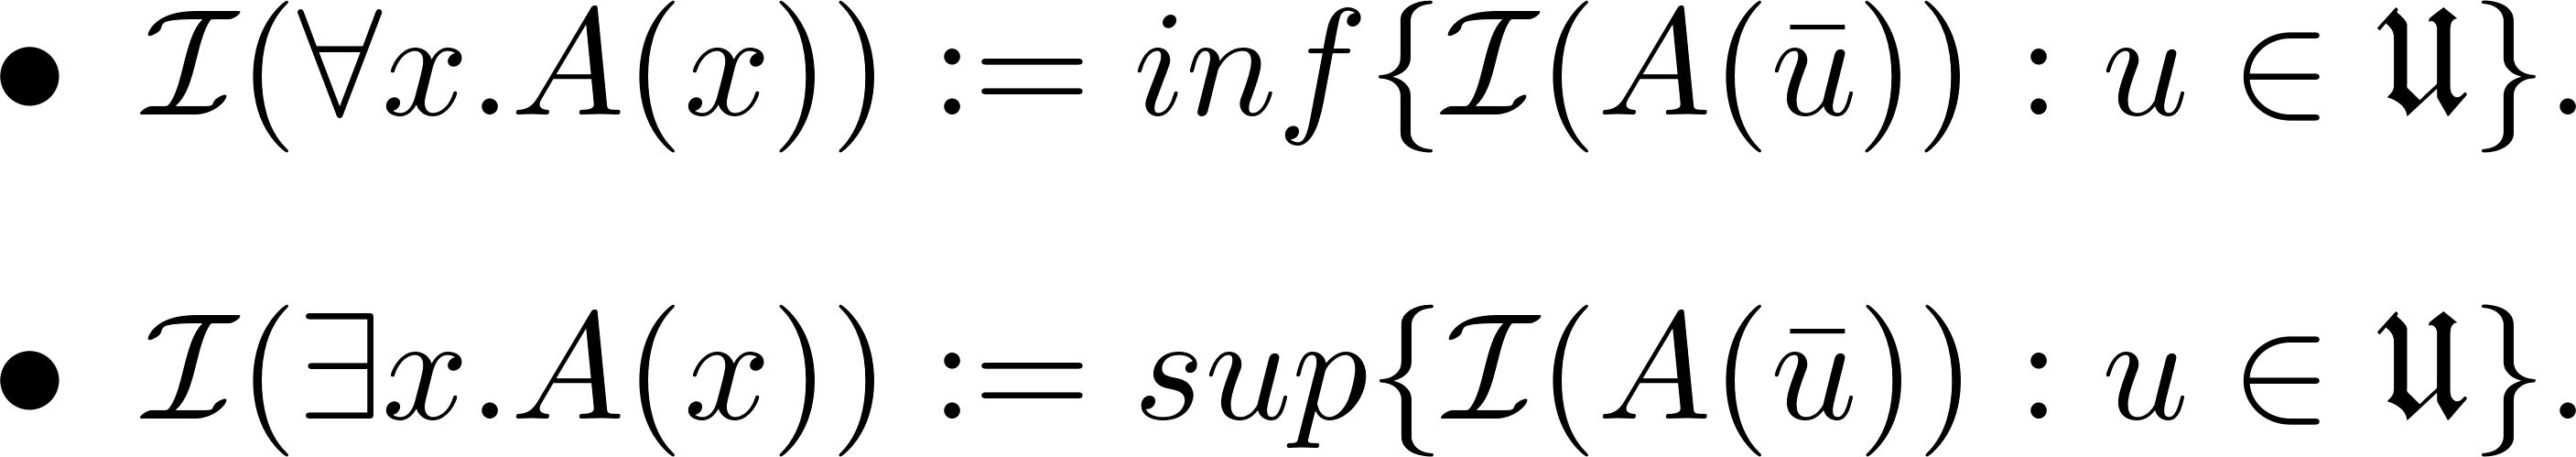 • ℐ(∀x.A(x)) := inf{ℐ(A(ū)) : u ∈ 𝔘}.
• ℐ(∃x.A(x)) := sup{ℐ(A(ū)) : u ∈ 𝔘}.